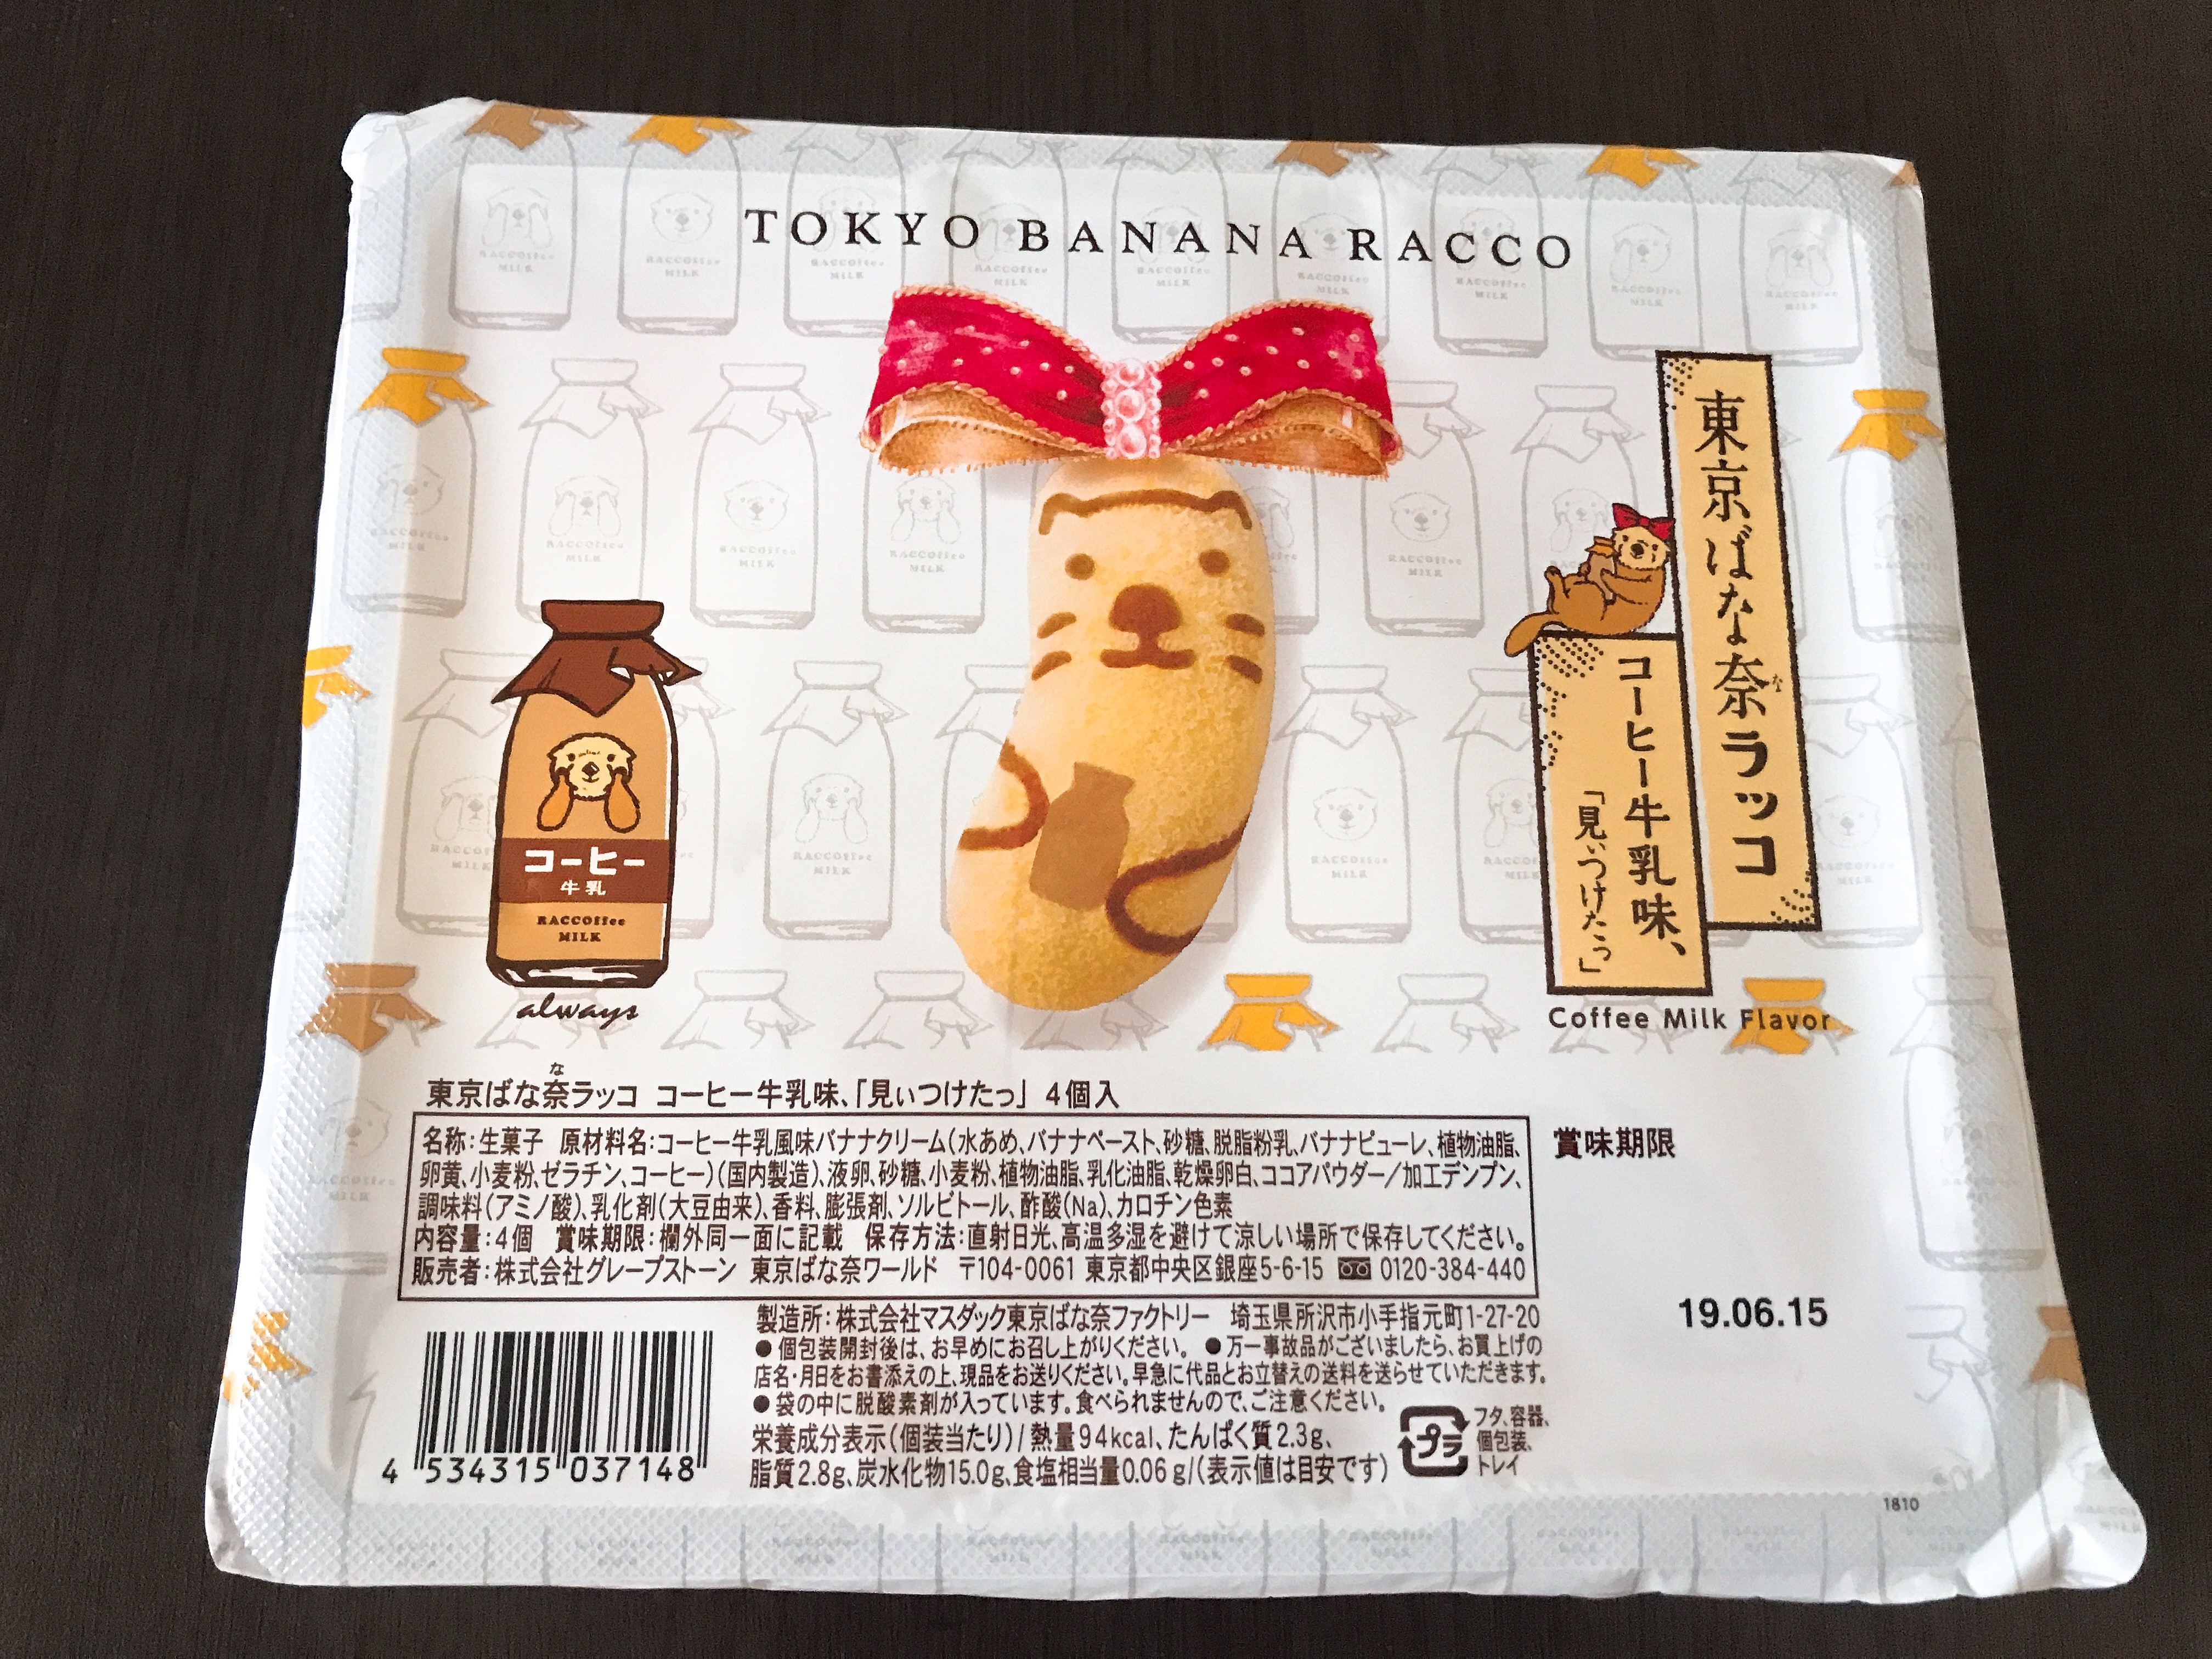 TOKYO BANANA RACCO
東京ばな奈ラッコ
な
コーヒー牛乳味、
「見ぃつけたっ」
Coffee Milk Flavor
コーヒー
牛乳
RACCOffee
MILK
always
な
東京ばな奈ラッコ コーヒー牛乳味、「見ぃつけたっ」 4個入
名称:生菓子 原材料名:コーヒー牛乳風味バナナクリーム(水あめ、バナナペースト、砂糖、脱脂粉乳、バナナピューレ、植物油脂、
卵黄、小麦粉、ゼラチン、コーヒー)(国内製造)、液卵、砂糖、小麦粉、植物油脂、乳化油脂、乾燥卵白、ココアパウダー/加工デンプン、
調味料(アミノ酸)、乳化剤(大豆由来)、香料、膨張剤、ソルビトール、酢酸(Na)、カロチン色素
内容量:4個 賞味期限:欄外同一面に記載 保存方法:直射日光、高温多湿を避けて涼しい場所で保存してください。
販売者:株式会社グレープストーン 東京ばな奈ワールド 〒104-0061 東京都中央区銀座5-6-15 0120-384-440
賞味期限
19.06.15
製造所:株式会社マスダック東京ばな奈ファクトリー 埼玉県所沢市小手指元町1-27-20
●個包装開封後は、お早めにお召し上がりください。 ●万一事故品がございましたら、お買上げの
店名・月日をお書添えの上、現品をお送りください。早急に代品とお立替えの送料を送らせていただきます。
●袋の中に脱酸素剤が入っています。食べられませんので、ご注意ください。
栄養成分表示(個装当たり)/熱量94kcal、たんぱく質2.3g、
脂質2.8g、炭水化物15.0g、食塩相当量0.06g/(表示値は目安です)
プラ
フタ、容器、
個包装、
トレイ
4 534315 037148
1810